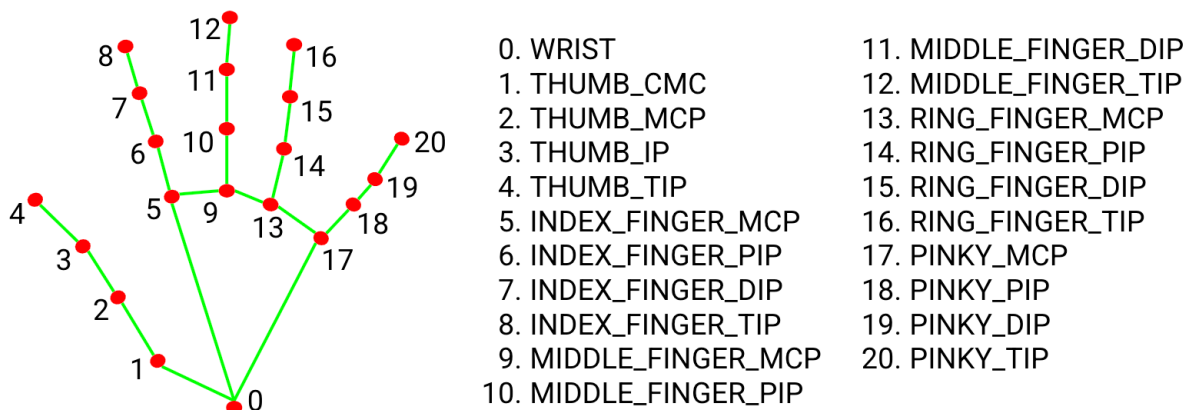 12
8
16
11
7
15
10
20
6
14
19
4
5
9
18
13
3
17
2
1
0
0. WRIST
1. THUMB_CMC
2. THUMB_MCP
3. THUMB_IP
4. THUMB_TIP
5. INDEX_FINGER_MCP
6. INDEX_FINGER_PIP
7. INDEX_FINGER_DIP
8. INDEX_FINGER_TIP
9. MIDDLE_FINGER_MCP
10. MIDDLE_FINGER_PIP
11. MIDDLE_FINGER_DIP
12. MIDDLE_FINGER_TIP
13. RING_FINGER_MCP
14. RING_FINGER_PIP
15. RING_FINGER_DIP
16. RING_FINGER_TIP
17. PINKY_MCP
18. PINKY_PIP
19. PINKY_DIP
20. PINKY_TIP